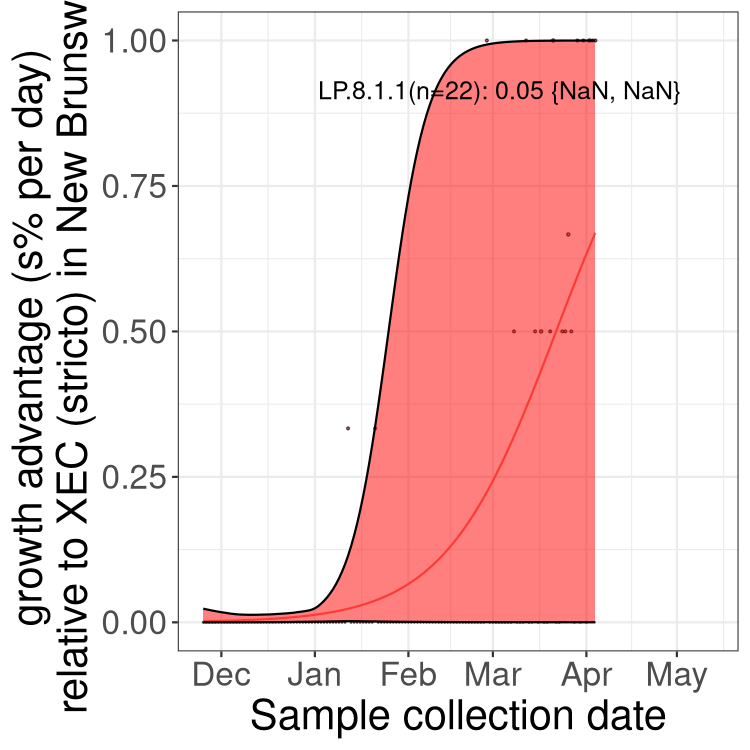 growth advantage (s% per day)
relative to XEC (stricto) in New Brunsw
1.00
0.75
0.50
0.25
0.00
LP.8.1.1(n=22): 0.05 {NaN, NaN}
Dec Jan Feb Mar Apr May
Sample collection date